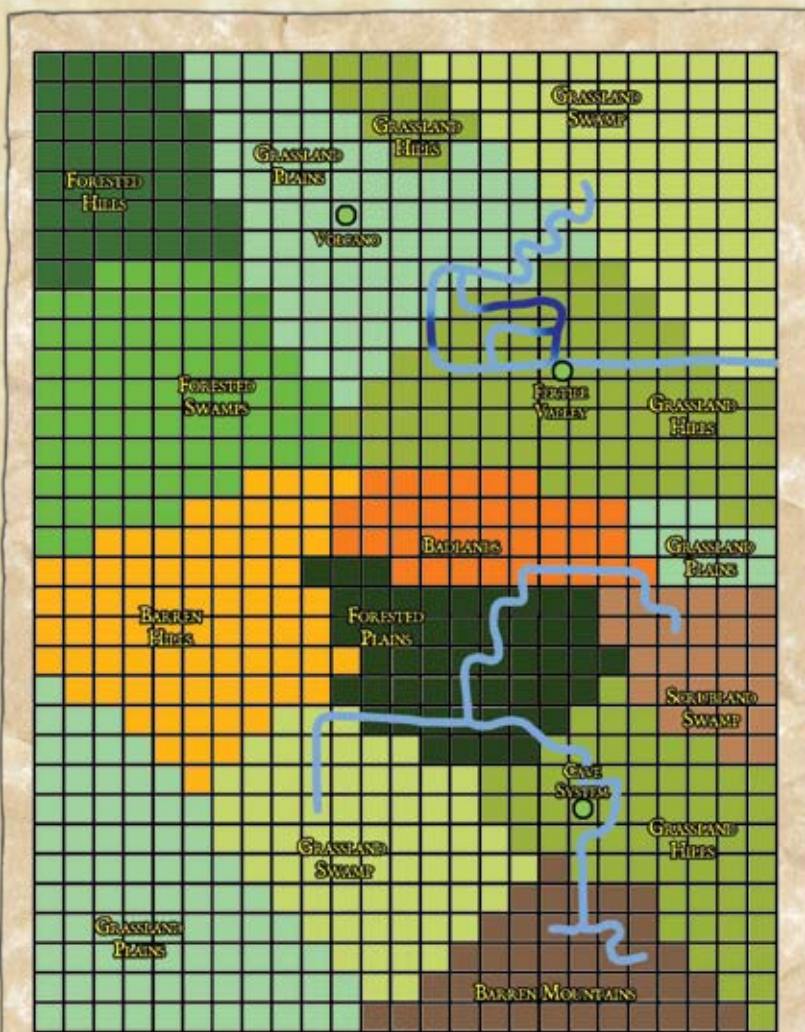 Grassland
Swamp
Grassland
Hills
Grassland
Plains
Forested
Hills
Volcano
Forested
Swamps
Fertile
Valley
Grassland
Hills
Badlands
Grassland
Plains
Barren
Hills
Forested
Plains
Scrubland
Swamp
Cave
System
Grassland
Hills
Grassland
Swamp
Grassland
Plains
Barren Mountains